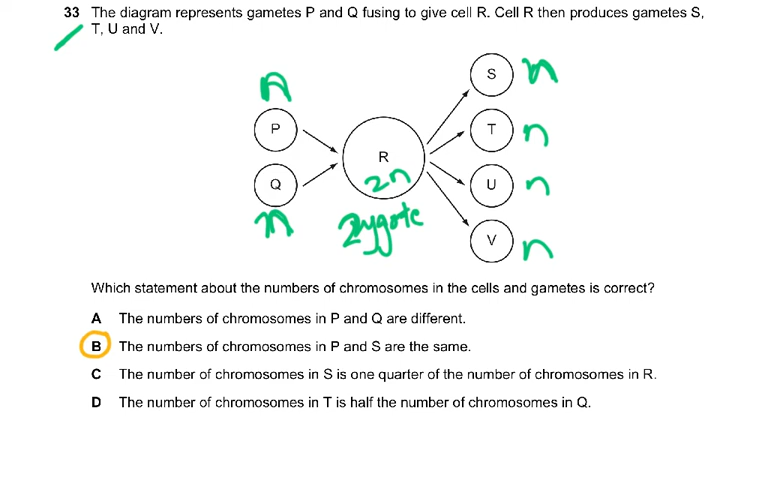 33 The diagram represents gametes P and Q fusing to give cell R. Cell R then produces gametes S,
T, U and V.
n
S n
P
T n
R
2n
Q
U n
n
zygote
V n
Which statement about the numbers of chromosomes in the cells and gametes is correct?
A The numbers of chromosomes in P and Q are different.
B The numbers of chromosomes in P and S are the same.
C The number of chromosomes in S is one quarter of the number of chromosomes in R.
D The number of chromosomes in T is half the number of chromosomes in Q.